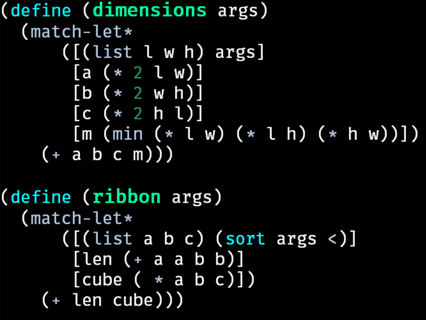 (define (dimensions args)
  (match-let*
      ([(list l w h) args]
       [a (* 2 l w)]
       [b (* 2 w h)]
       [c (* 2 h l)]
       [m (min (* l w) (* l h) (* h w))])
    (+ a b c m)))

(define (ribbon args)
  (match-let*
      ([(list a b c) (sort args <)]
       [len (+ a a b b)]
       [cube ( * a b c)])
    (+ len cube)))